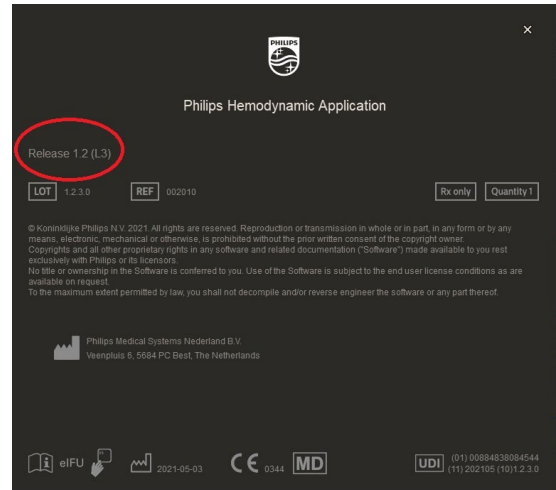 ×
PHILIPS
Philips Hemodynamic Application
Release 1.2 (L3)
LOT 1.2.3.0 REF 002010 Rx only Quantity 1
© Koninklijke Philips N.V. 2021. All rights are reserved. Reproduction or transmission in whole or in part, in any form or by any
means, electronic, mechanical or otherwise, is prohibited without the prior written consent of the copyright owner.
Copyrights and all other proprietary rights in any software and related documentation ("Software") made available to you rest
exclusively with Philips or its licensors.
No title or ownership in the Software is conferred to you. Use of the Software is subject to the end user license conditions as are
available on request.
To the maximum extent permitted by law, you shall not decompile and/or reverse engineer the software or any part thereof.
Philips Medical Systems Nederland B.V.
Veenpluis 6, 5684 PC Best, The Netherlands
eIFU 2021-05-03 CE 0344 MD UDI (01) 00884838084544
(11) 202105 (10)1.2.3.0